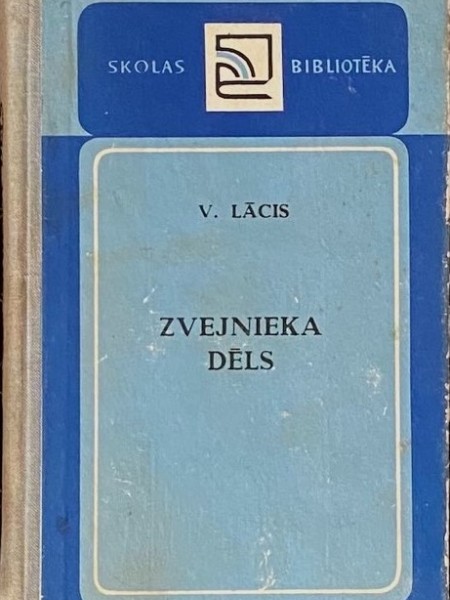 SKOLAS BIBLIOTĒKA
V. LĀCIS
ZVEJNIEKA
DĒLS